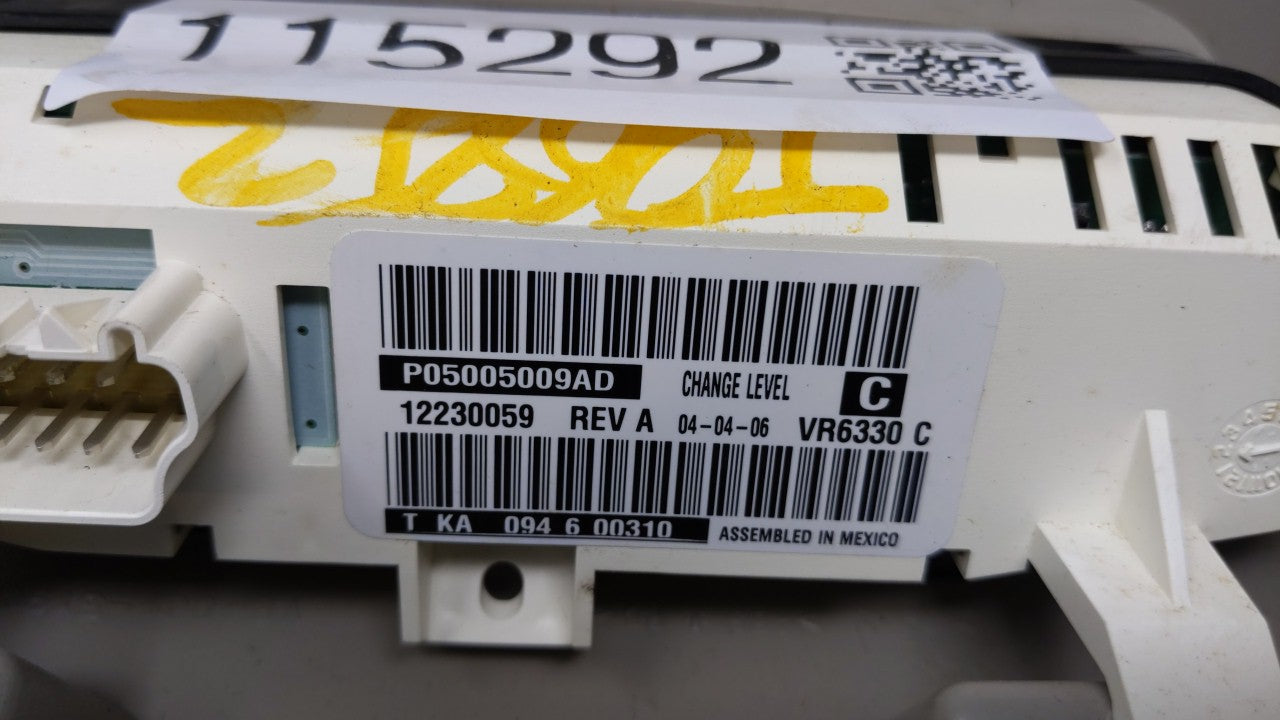 115292
P05005009AD CHANGE LEVEL C
12230059 REV A 04-04-06 VR6330 C
T KA 094 6 00310 ASSEMBLED IN MEXICO